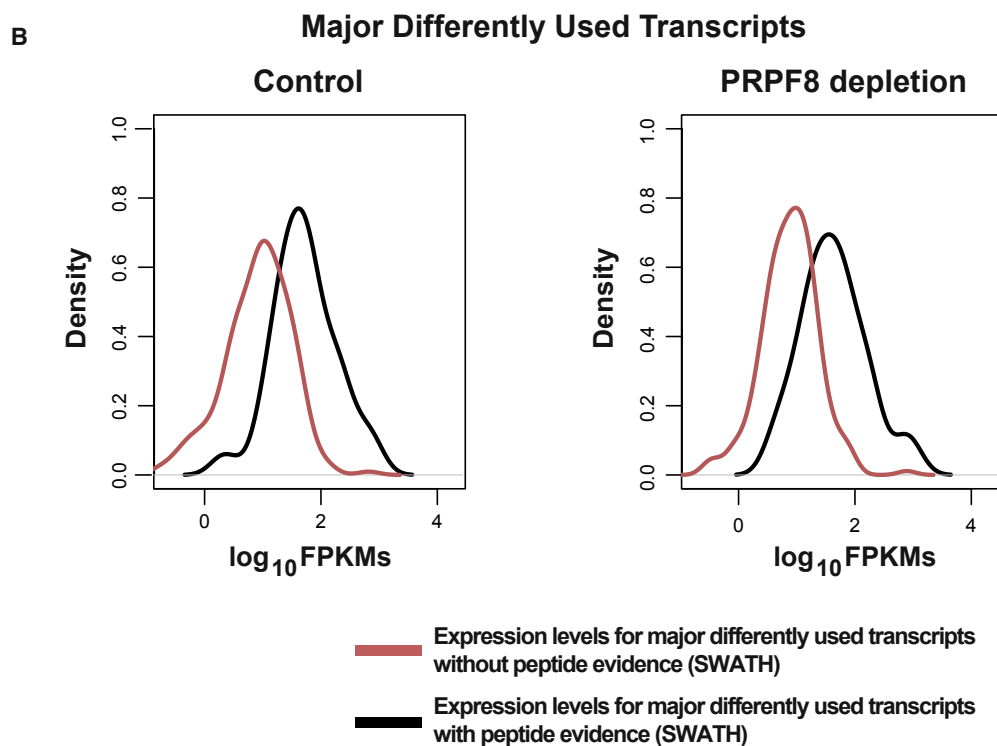 B
Major Differently Used Transcripts
Control
PRPF8 depletion
1.0
0.8
0.6
0.4
0.2
0.0
Density
0 2 4
log10FPKMs
1.0
0.8
0.6
0.4
0.2
0.0
Density
0 2 4
log10FPKMs
Expression levels for major differently used transcripts
without peptide evidence (SWATH)
Expression levels for major differently used transcripts
with peptide evidence (SWATH)